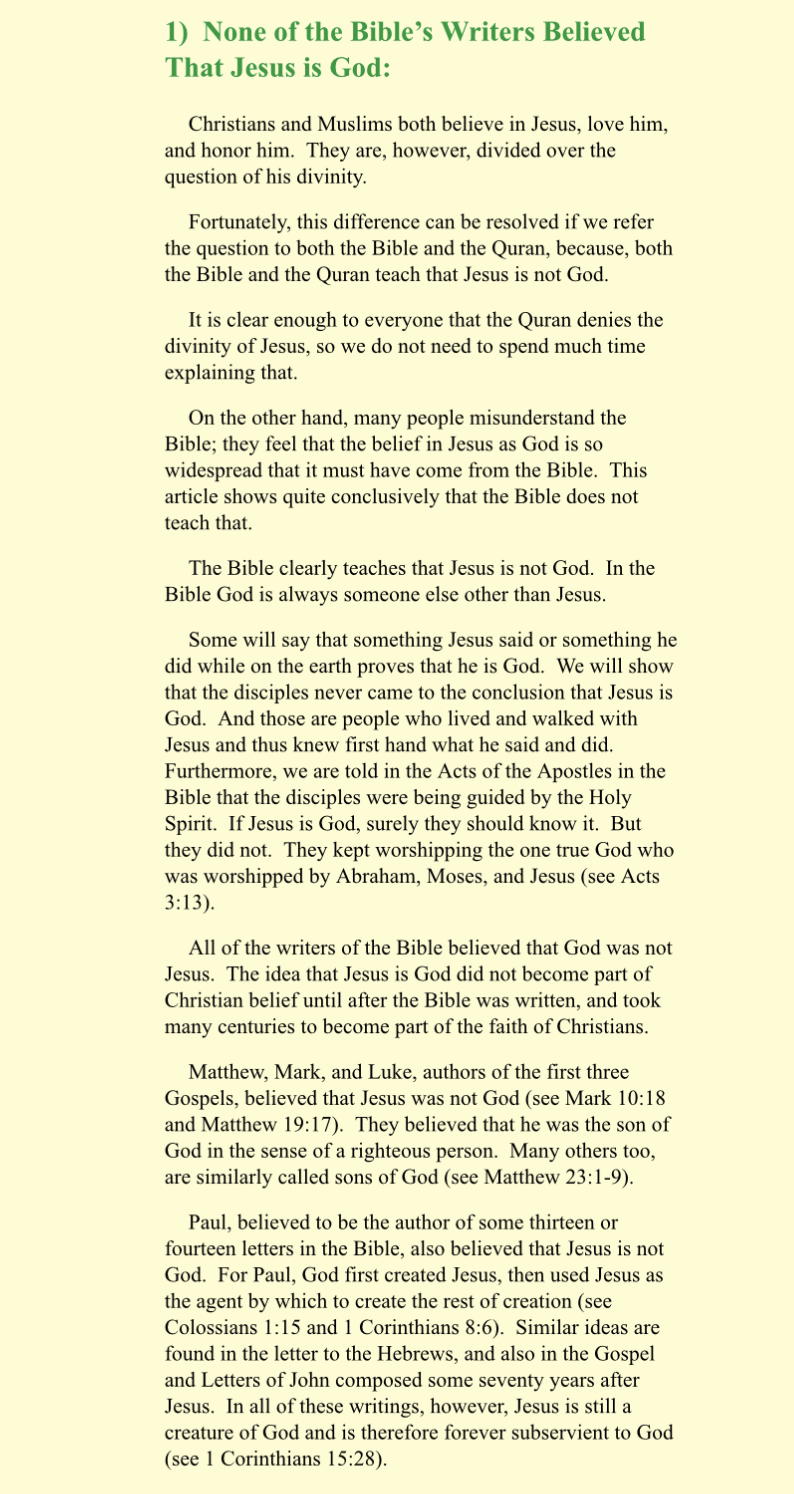 1)  None of the Bible’s Writers Believed
That Jesus is God:
Christians and Muslims both believe in Jesus, love him,
and honor him.  They are, however, divided over the
question of his divinity.
Fortunately, this difference can be resolved if we refer
the question to both the Bible and the Quran, because, both
the Bible and the Quran teach that Jesus is not God.
It is clear enough to everyone that the Quran denies the
divinity of Jesus, so we do not need to spend much time
explaining that.
On the other hand, many people misunderstand the
Bible; they feel that the belief in Jesus as God is so
widespread that it must have come from the Bible.  This
article shows quite conclusively that the Bible does not
teach that.
The Bible clearly teaches that Jesus is not God.  In the
Bible God is always someone else other than Jesus.
Some will say that something Jesus said or something he
did while on the earth proves that he is God.  We will show
that the disciples never came to the conclusion that Jesus is
God.  And those are people who lived and walked with
Jesus and thus knew first hand what he said and did.
Furthermore, we are told in the Acts of the Apostles in the
Bible that the disciples were being guided by the Holy
Spirit.  If Jesus is God, surely they should know it.  But
they did not.  They kept worshipping the one true God who
was worshipped by Abraham, Moses, and Jesus (see Acts
3:13).
All of the writers of the Bible believed that God was not
Jesus.  The idea that Jesus is God did not become part of
Christian belief until after the Bible was written, and took
many centuries to become part of the faith of Christians.
Matthew, Mark, and Luke, authors of the first three
Gospels, believed that Jesus was not God (see Mark 10:18
and Matthew 19:17).  They believed that he was the son of
God in the sense of a righteous person.  Many others too,
are similarly called sons of God (see Matthew 23:1-9).
Paul, believed to be the author of some thirteen or
fourteen letters in the Bible, also believed that Jesus is not
God.  For Paul, God first created Jesus, then used Jesus as
the agent by which to create the rest of creation (see
Colossians 1:15 and 1 Corinthians 8:6).  Similar ideas are
found in the letter to the Hebrews, and also in the Gospel
and Letters of John composed some seventy years after
Jesus.  In all of these writings, however, Jesus is still a
creature of God and is therefore forever subservient to God
(see 1 Corinthians 15:28).